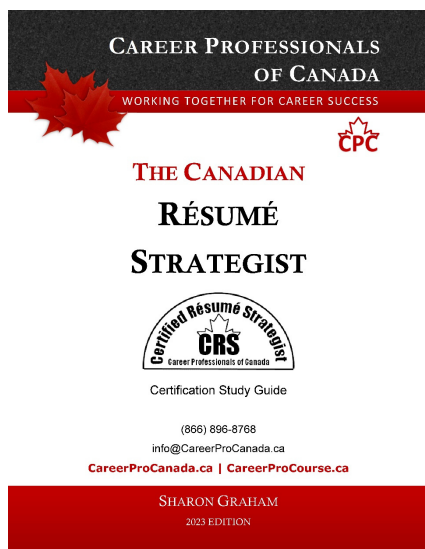 CAREER PROFESSIONALS
OF CANADA
WORKING TOGETHER FOR CAREER SUCCESS
CPC
THE CANADIAN
RÉSUMÉ
STRATEGIST
Certified Résumé Strategist
CRS
Career Professionals of Canada
Certification Study Guide
(866) 896-8768
info@CareerProCanada.ca
CareerProCanada.ca | CareerProCourse.ca
SHARON GRAHAM
2023 EDITION